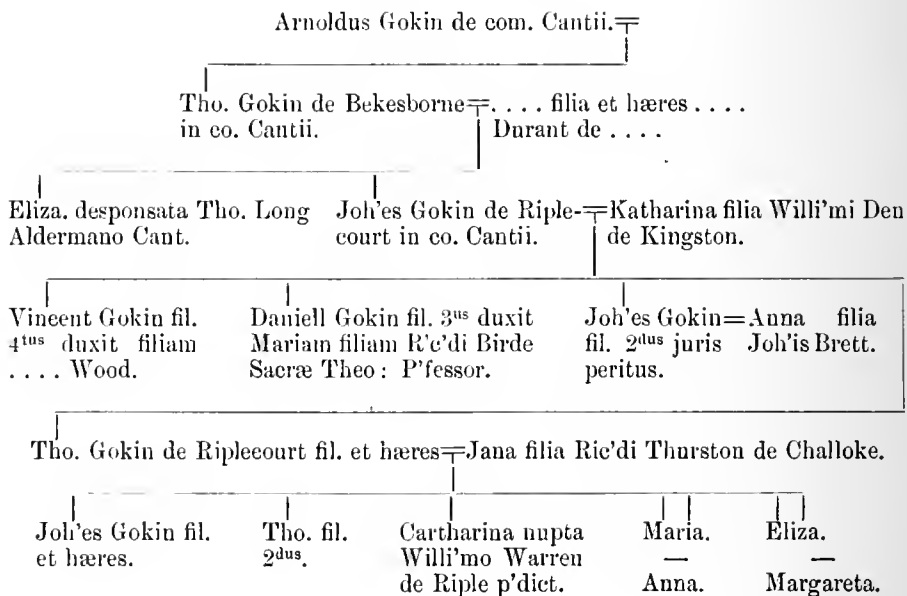 Arnoldus Gokin de com. Cantii.
Tho. Gokin de Bekesborne
in co. Cantii.
. . . . filia et hæres . . . .
Durant de . . . .
Eliza. desponsata Tho. Long
Aldermano Cant.
Joh'es Gokin de Riple-
court in co. Cantii.
Katharina filia Willi'mi Den
de Kingston.
Vincent Gokin fil.
4tus duxit filiam
. . . . Wood.
Daniell Gokin fil. 3us duxit
Mariam filiam R'c'di Birde
Sacræ Theo: P'fessor.
Joh'es Gokin
fil. 2dus juris
peritus.
Anna filia
Joh'is Brett.
Tho. Gokin de Riplecourt fil. et hæres
Jana filia Ric'di Thurston de Challoke.
Joh'es Gokin fil.
et hæres.
Tho. fil.
2dus.
Cartharina nupta
Willi'mo Warren
de Riple p'dict.
Maria.
—
Anna.
Eliza.
—
Margareta.